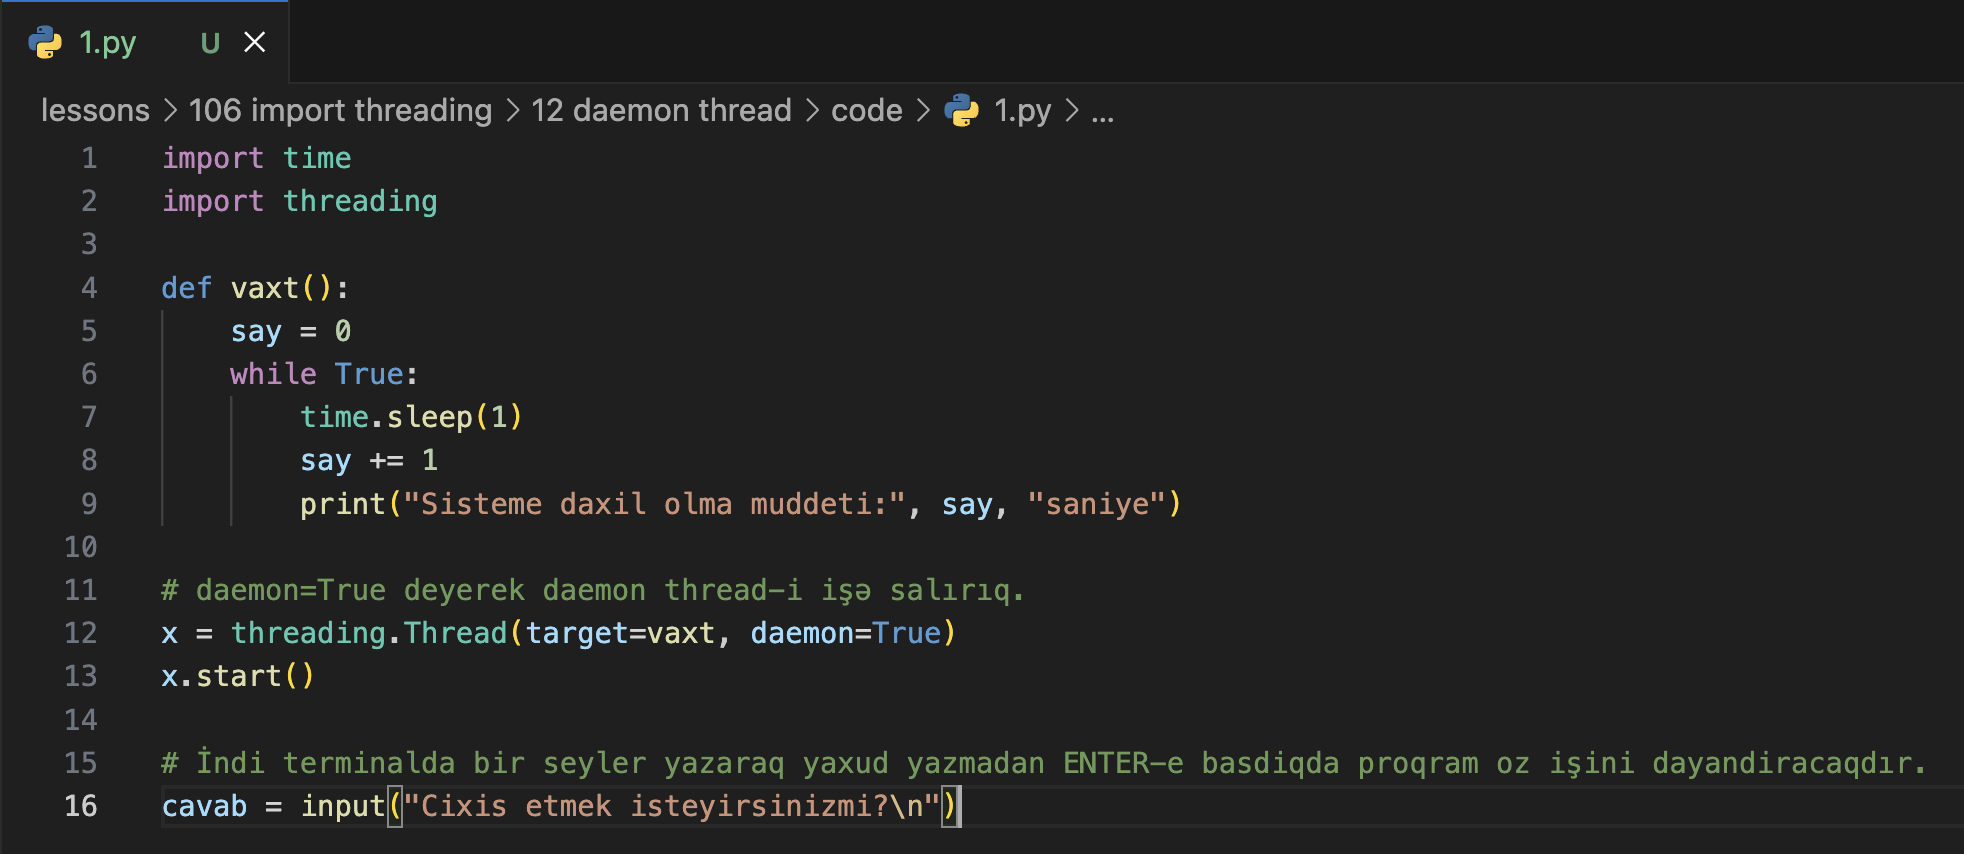 1.py U
lessons > 106 import threading > 12 daemon thread > code > 1.py > ...
1 import time
2 import threading
3
4 def vaxt():
5     say = 0
6     while True:
7         time.sleep(1)
8         say += 1
9         print("Sisteme daxil olma muddeti:", say, "saniye")
10
11 # daemon=True deyerek daemon thread-i işə salırıq.
12 x = threading.Thread(target=vaxt, daemon=True)
13 x.start()
14
15 # İndi terminalda bir seyler yazaraq yaxud yazmadan ENTER-e basdiqda proqram oz işini dayandiracaqdır.
16 cavab = input("Cixis etmek isteyirsinizmi?\n")